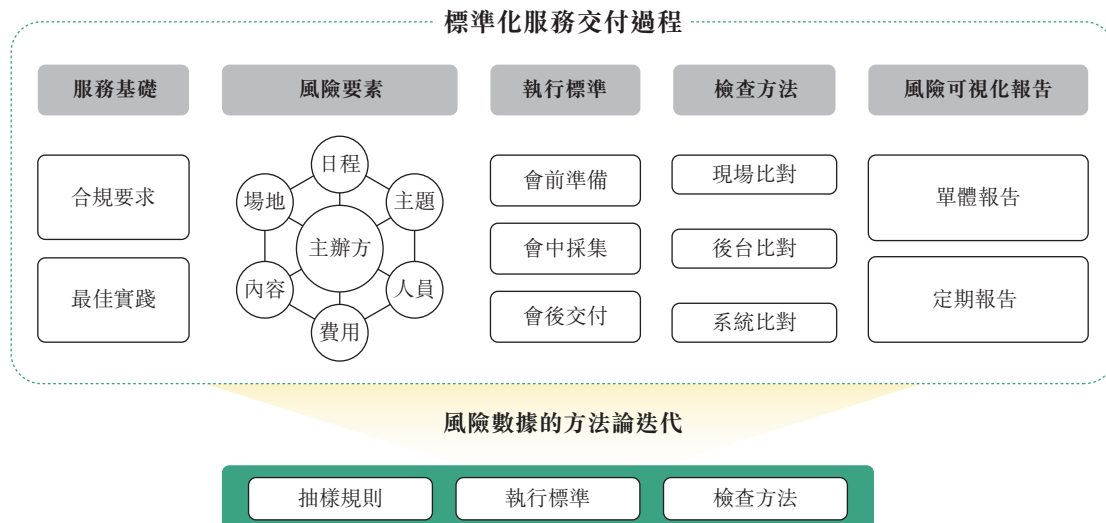 標準化服務交付過程
服務基礎
風險要素
執行標準
檢查方法
風險可視化報告
合規要求
最佳實踐
日程
場地
主題
主辦方
內容
人員
費用
會前準備
會中採集
會後交付
現場比對
後台比對
系統比對
單體報告
定期報告
風險數據的方法論迭代
抽樣規則
執行標準
檢查方法